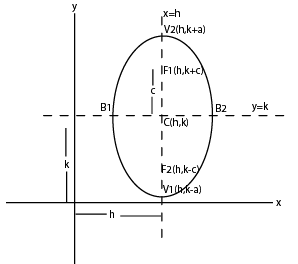 y
x=h
V2(h,k+a)
F1(h,k+c)
c
B1
B2
y=k
C(h,k)
k
F2(h,k-c)
V1(h,k-a)
x
h